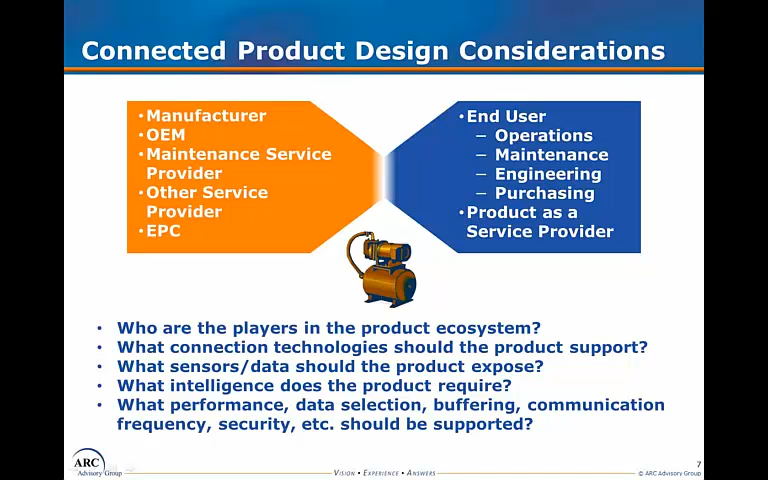 Connected Product Design Considerations
•Manufacturer
•OEM
•Maintenance Service
Provider
•Other Service
Provider
•EPC
•End User
– Operations
– Maintenance
– Engineering
– Purchasing
•Product as a
Service Provider
• Who are the players in the product ecosystem?
• What connection technologies should the product support?
• What sensors/data should the product expose?
• What intelligence does the product require?
• What performance, data selection, buffering, communication
frequency, security, etc. should be supported?
ARC
Advisory Group
VISION • EXPERIENCE • ANSWERS
7
© ARC Advisory Group